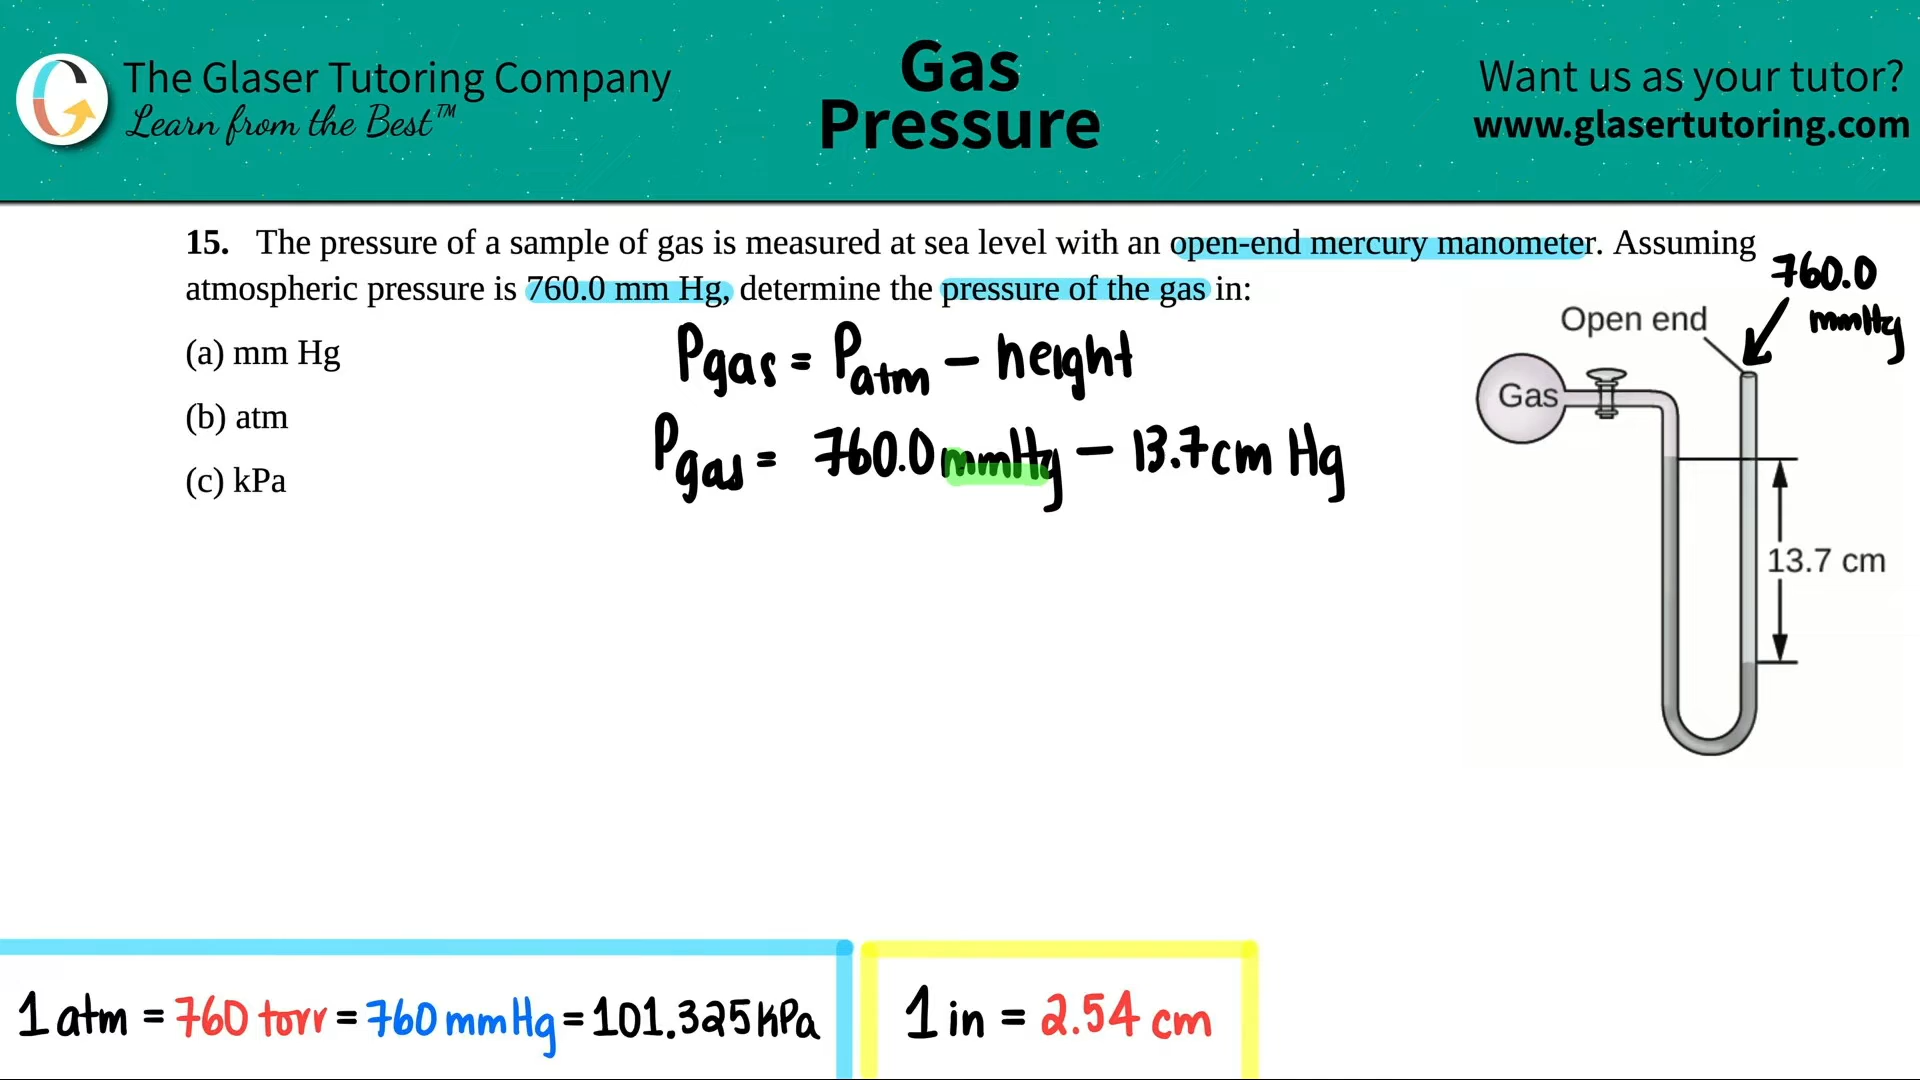 The Glaser Tutoring Company
Learn from the Best™
Gas
Pressure
Want us as your tutor?
www.glasertutoring.com
15. The pressure of a sample of gas is measured at sea level with an open-end mercury manometer. Assuming
atmospheric pressure is 760.0 mm Hg, determine the pressure of the gas in:
(a) mm Hg
(b) atm
(c) kPa
Pgas = Patm − height
Pgas = 760.0 mmHg − 13.7 cm Hg
760.0
mmHg
Open end
Gas
13.7 cm
1 atm = 760 torr = 760 mmHg = 101.325 kPa
1 in = 2.54 cm